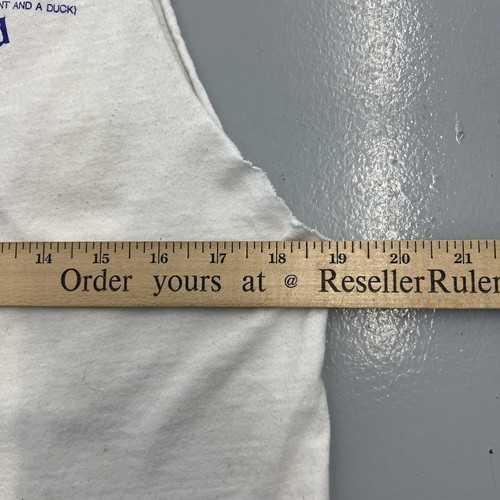 NT AND A DUCK)
d
14 15 16 17 18 19 20 21
Order yours at @ ResellerRuler